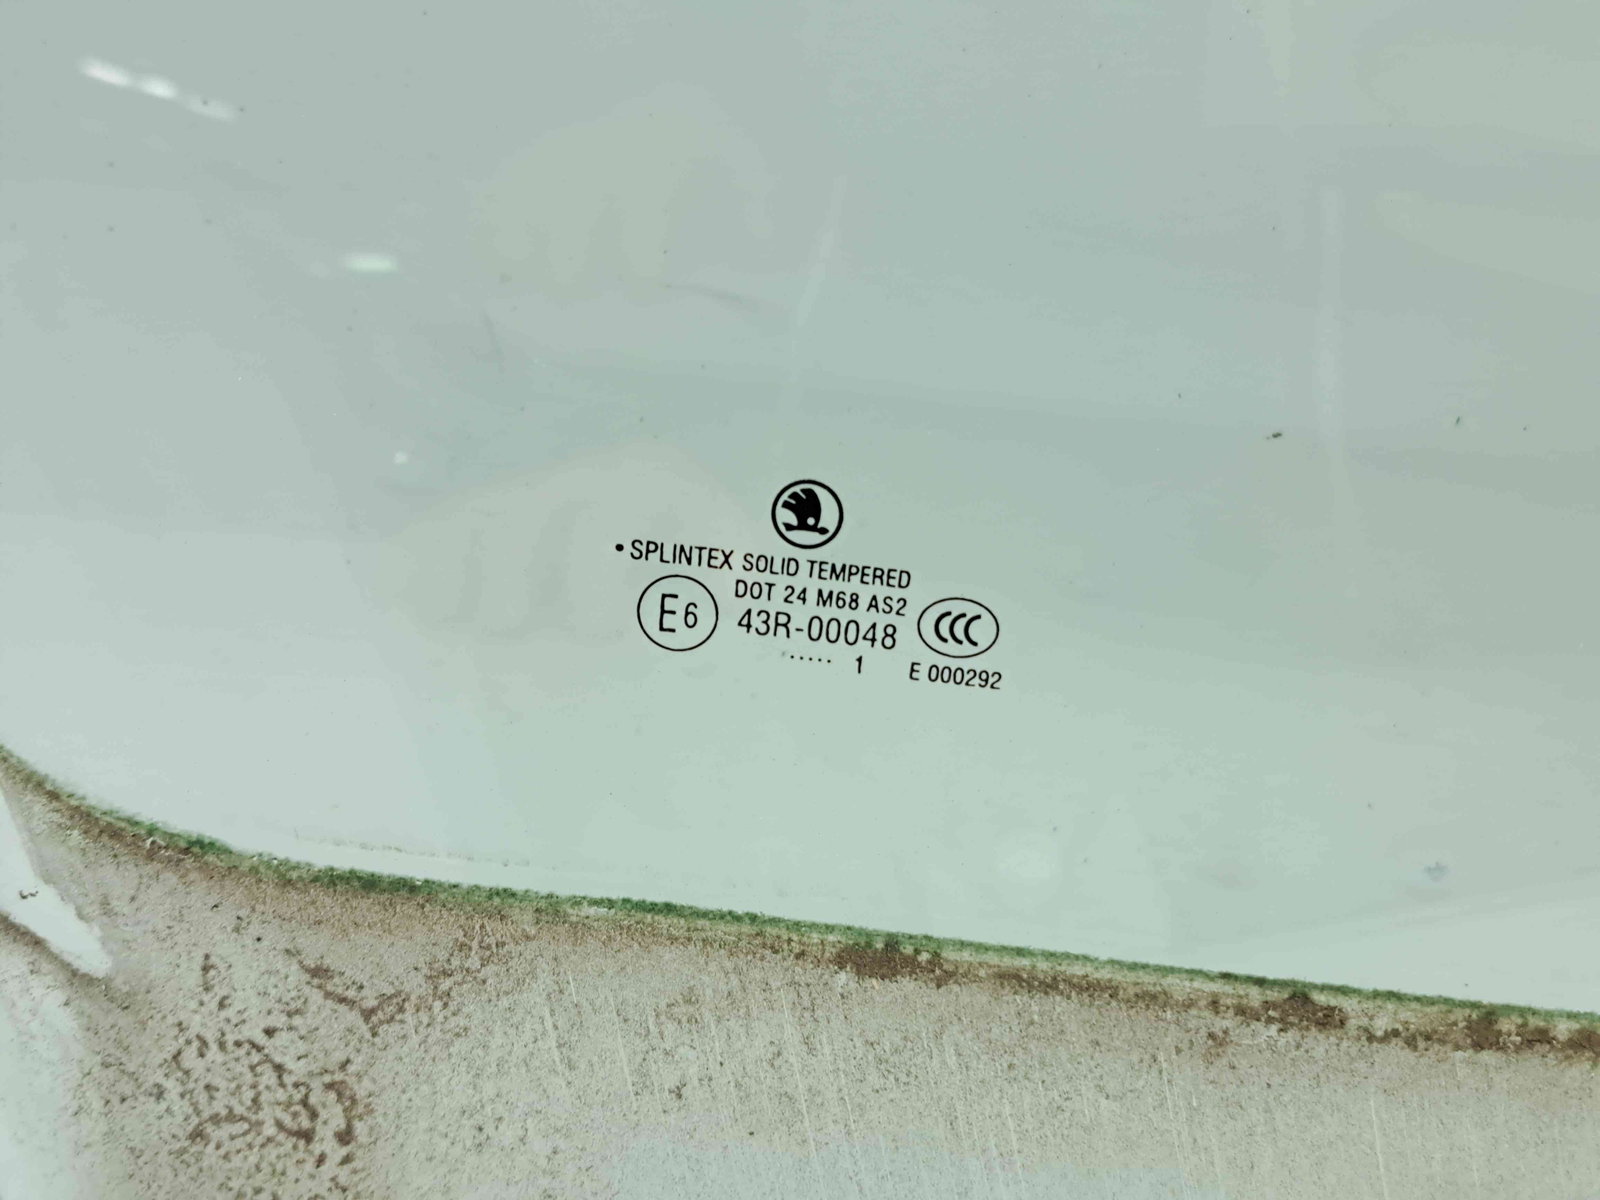 • SPLINTEX SOLID TEMPERED
DOT 24 M68 AS2
E6 43R-00048 CCC
..... 1 E 000292